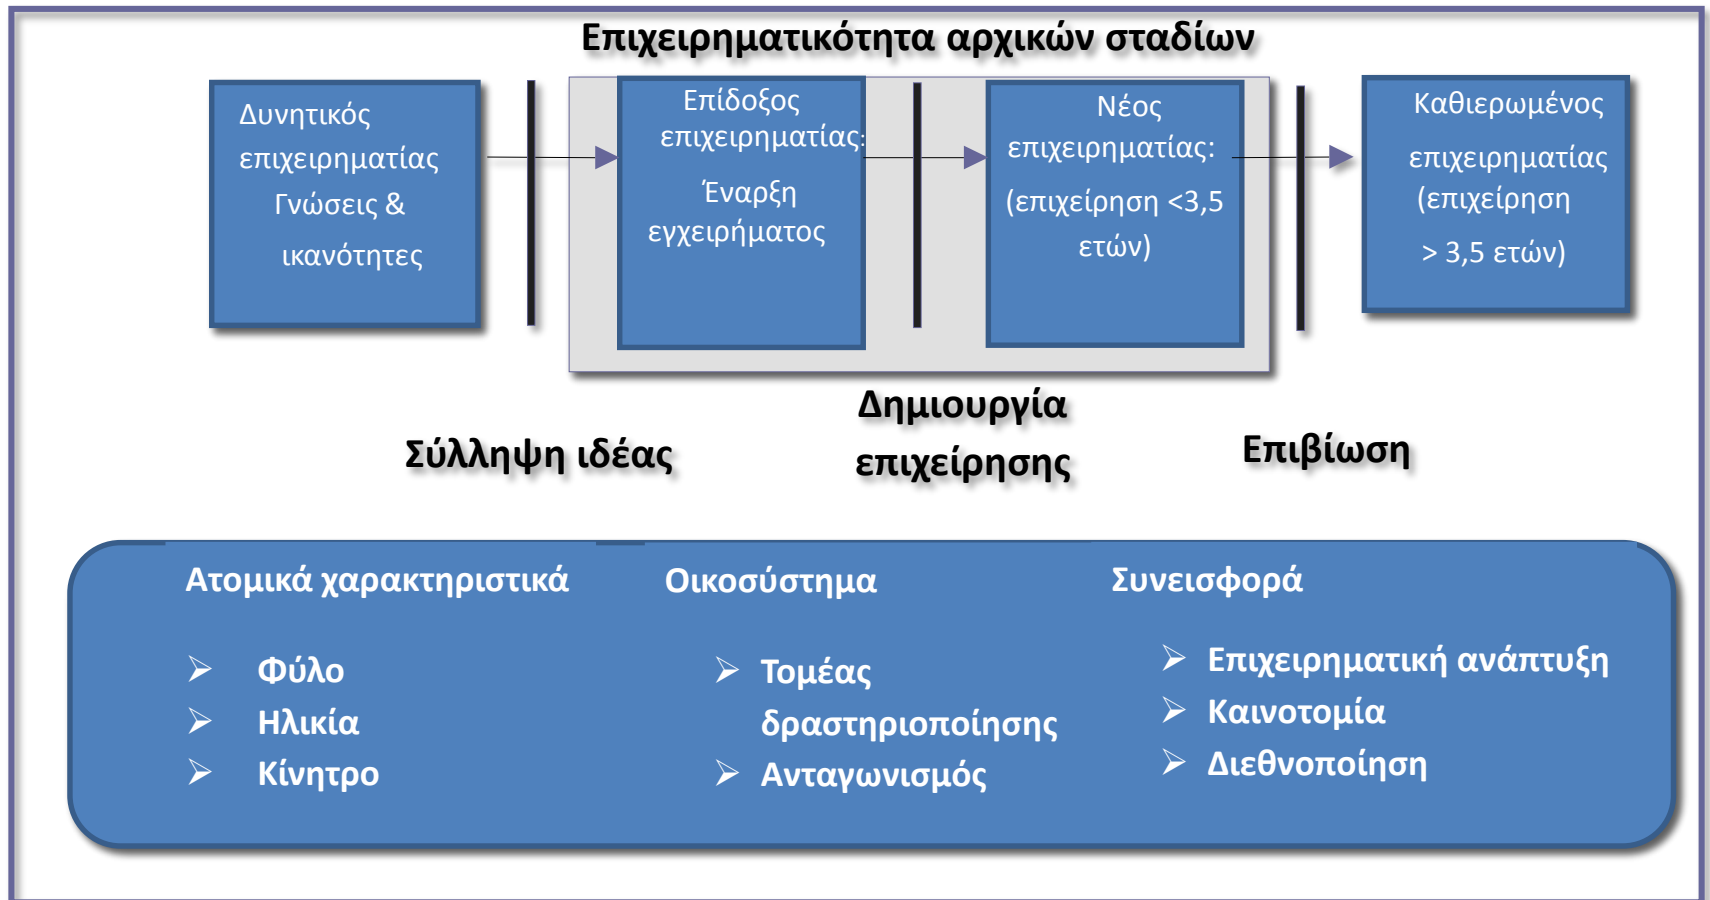 Επιχειρηματικότητα αρχικών σταδίων
Δυνητικός
επιχειρηματίας
Γνώσεις &
ικανότητες
Επίδοξος
επιχειρηματίας:
Έναρξη
εγχειρήματος
Νέος
επιχειρηματίας:
(επιχείρηση <3,5
ετών)
Καθιερωμένος
επιχειρηματίας
(επιχείρηση
> 3,5 ετών)
Σύλληψη ιδέας
Δημιουργία
επιχείρησης
Επιβίωση
Ατομικά χαρακτηριστικά
Φύλο
Ηλικία
Κίνητρο
Οικοσύστημα
Τομέας
δραστηριοποίησης
Ανταγωνισμός
Συνεισφορά
Επιχειρηματική ανάπτυξη
Καινοτομία
Διεθνοποίηση